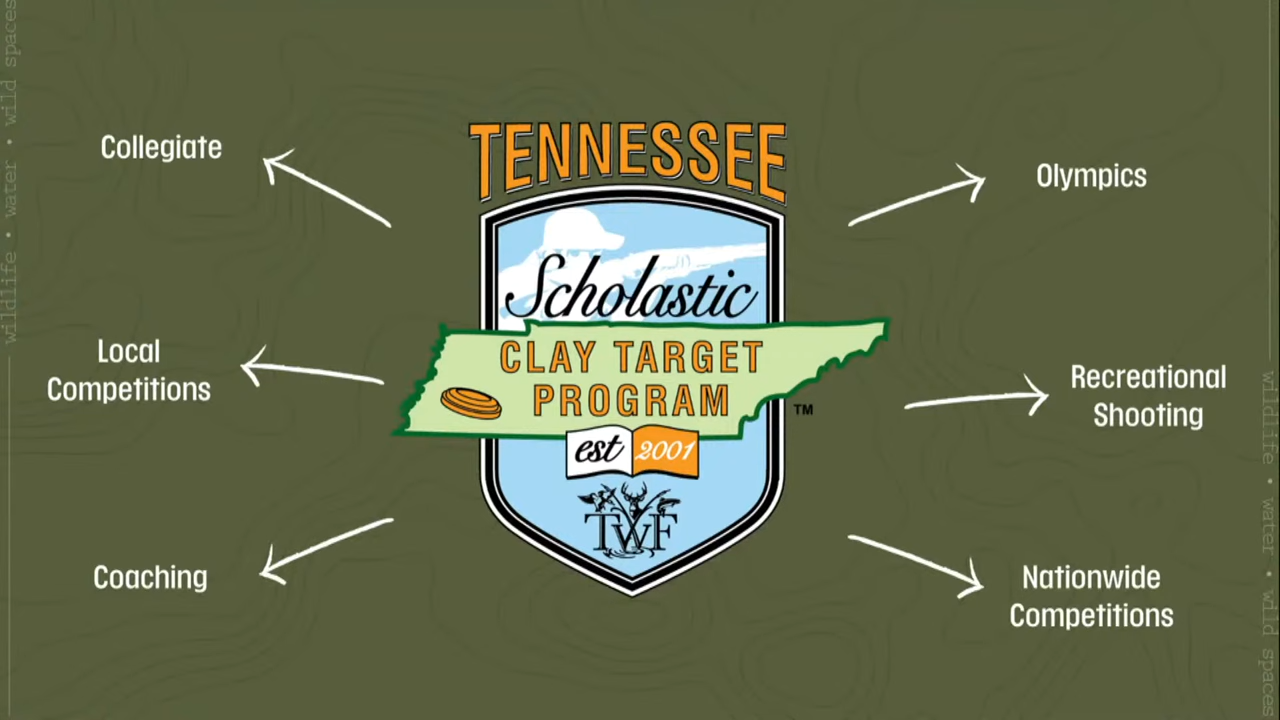 wildlife • water • wild spaces
Collegiate
Local
Competitions
Coaching
TENNESSEE
Scholastic
CLAY TARGET
PROGRAM
TM
est 2001
TWF
Olympics
Recreational
Shooting
Nationwide
Competitions
wildlife • water • wild spaces